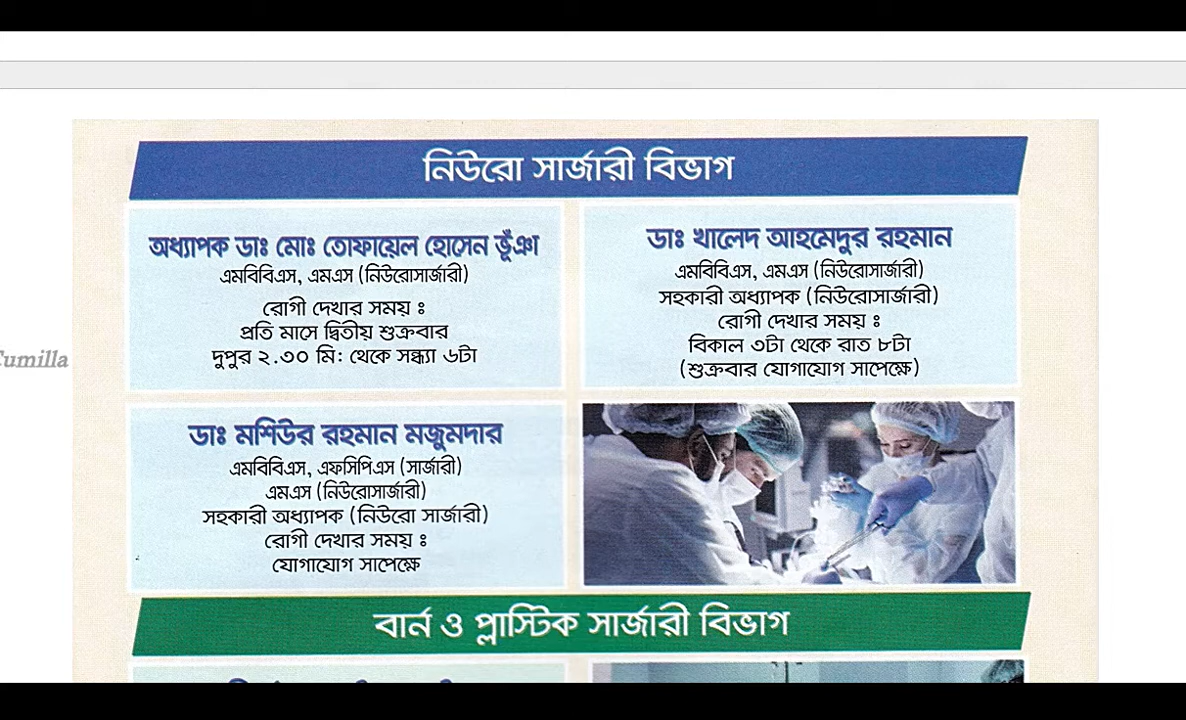 নিউরো সার্জারী বিভাগ
অধ্যাপক ডাঃ মোঃ তোফায়েল হোসেন ভূঁঞা
এমবিবিএস, এমএস (নিউরোসার্জারী)
রোগী দেখার সময় ঃ
প্রতি মাসে দ্বিতীয় শুক্রবার
দুপুর ২.৩০ মি: থেকে সন্ধ্যা ৬টা
ডাঃ খালেদ আহমেদুর রহমান
এমবিবিএস, এমএস (নিউরোসার্জারী)
সহকারী অধ্যাপক (নিউরোসার্জারী)
রোগী দেখার সময় ঃ
বিকাল ৩টা থেকে রাত ৮টা
(শুক্রবার যোগাযোগ সাপেক্ষে)
Cumilla
ডাঃ মশিউর রহমান মজুমদার
এমবিবিএস, এফসিপিএস (সার্জারী)
এমএস (নিউরোসার্জারী)
সহকারী অধ্যাপক (নিউরো সার্জারী)
রোগী দেখার সময় ঃ
যোগাযোগ সাপেক্ষে
বার্ন ও প্লাস্টিক সার্জারী বিভাগ